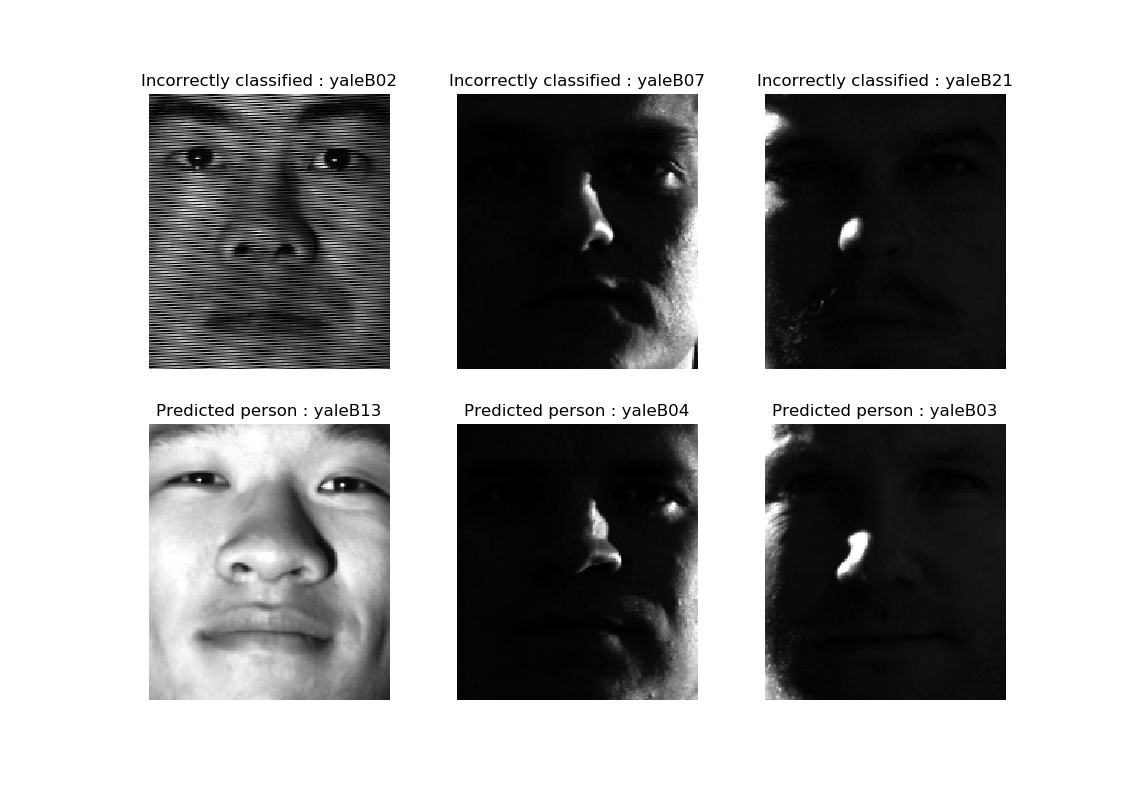 Incorrectly classified : yaleB02
Incorrectly classified : yaleB07
Incorrectly classified : yaleB21
Predicted person : yaleB13
Predicted person : yaleB04
Predicted person : yaleB03